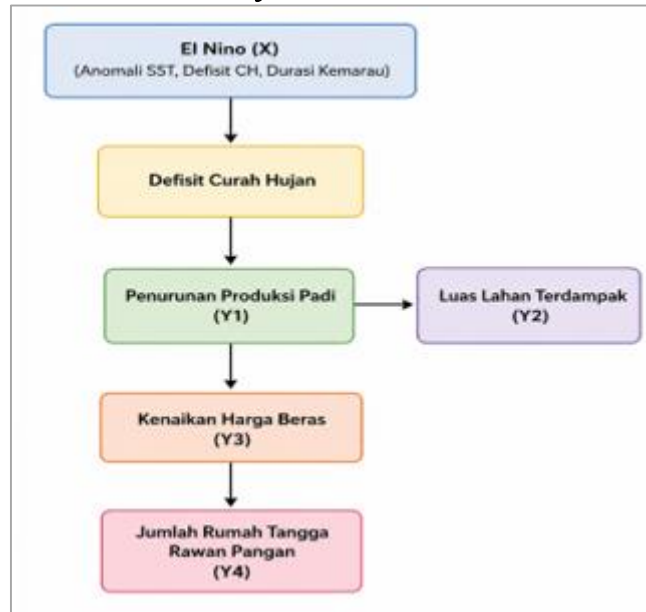 El Nino (X)
(Anomali SST, Defisit CH, Durasi Kemarau)
Defisit Curah Hujan
Penurunan Produksi Padi
(Y1)
Luas Lahan Terdampak
(Y2)
Kenaikan Harga Beras
(Y3)
Jumlah Rumah Tangga
Rawan Pangan
(Y4)